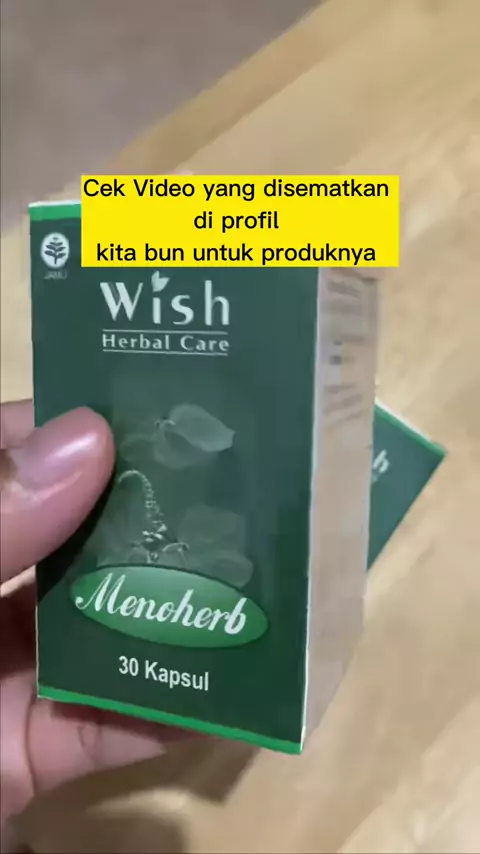 Cek Video yang disematkan
di profil
kita bun untuk produknya
JAMU
Wish
Herbal Care
Menoherb
30 Kapsul